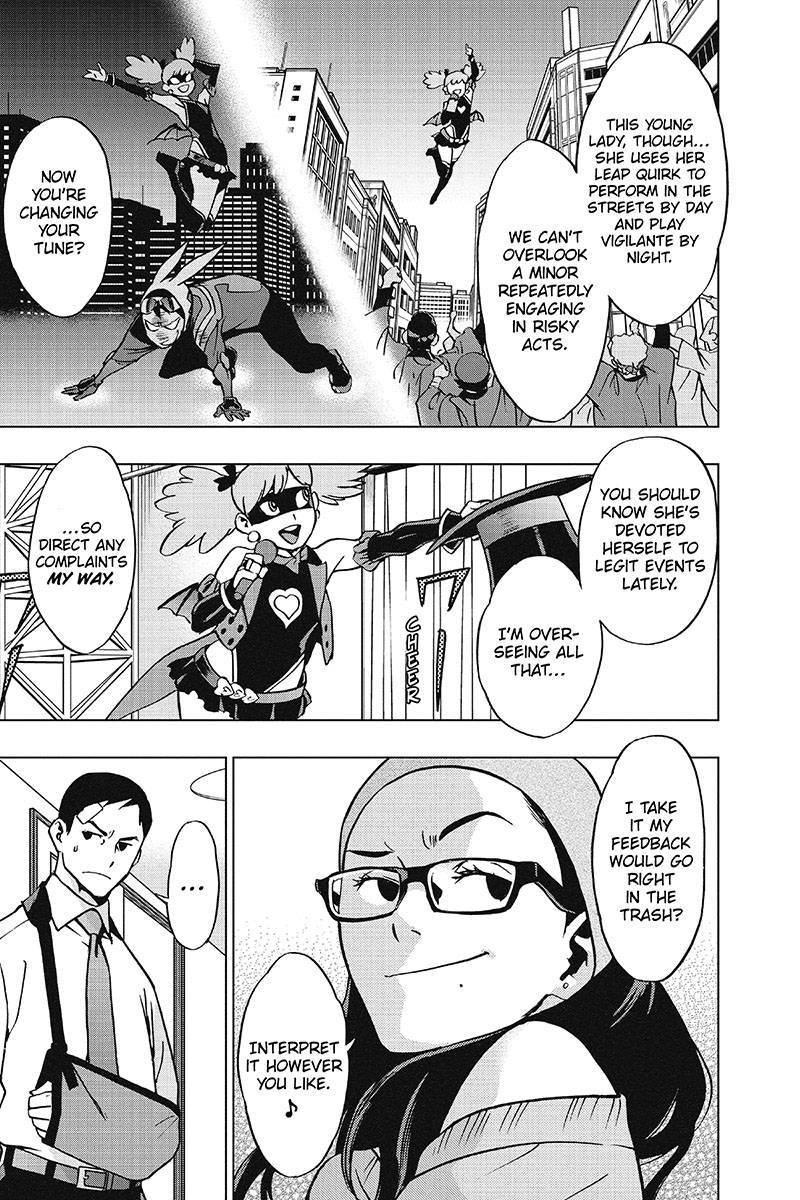 THIS YOUNG
LADY, THOUGH...
SHE USES HER
LEAP QUIRK TO
PERFORM IN THE
STREETS BY DAY
AND PLAY
VIGILANTE BY
NIGHT.
WE CAN'T
OVERLOOK
A MINOR
REPEATEDLY
ENGAGING
IN RISKY
ACTS.
NOW
YOU'RE
CHANGING
YOUR
TUNE?
YOU SHOULD
KNOW SHE'S
DEVOTED
HERSELF TO
LEGIT EVENTS
LATELY.
I'M OVER-
SEEING ALL
THAT...
CHEER
...SO
DIRECT ANY
COMPLAINTS
MY WAY.
I TAKE
IT MY
FEEDBACK
WOULD GO
RIGHT
IN THE
TRASH?
INTERPRET
IT HOWEVER
YOU LIKE.
♪
...